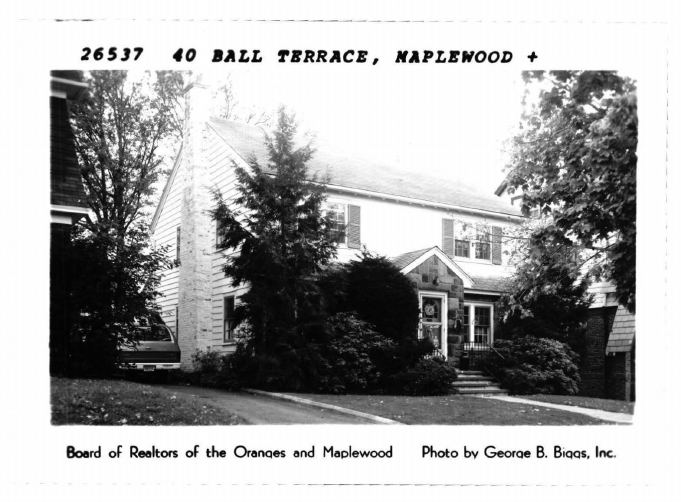 26537 40 BALL TERRACE, MAPLEWOOD +
Board of Realtors of the Oranges and Maplewood Photo by George B. Biggs, Inc.